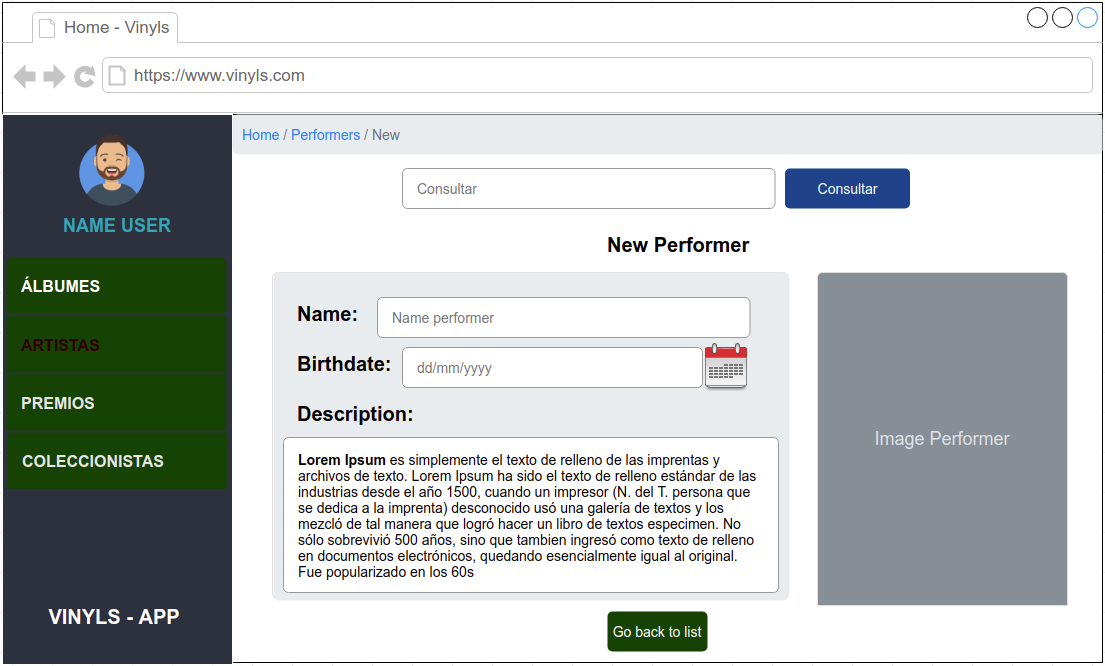 Home - Vinyls
https://www.vinyls.com
NAME USER
ÁLBUMES
ARTISTAS
PREMIOS
COLECCIONISTAS
VINYLS - APP
Home / Performers / New
Consultar
Consultar
New Performer
Name:
Name performer
Birthdate:
dd/mm/yyyy
Description:
Lorem Ipsum es simplemente el texto de relleno de las imprentas y
archivos de texto. Lorem Ipsum ha sido el texto de relleno estándar de las
industrias desde el año 1500, cuando un impresor (N. del T. persona que
se dedica a la imprenta) desconocido usó una galería de textos y los
mezcló de tal manera que logró hacer un libro de textos especimen. No
sólo sobrevivió 500 años, sino que tambien ingresó como texto de relleno
en documentos electrónicos, quedando esencialmente igual al original.
Fue popularizado en los 60s
Image Performer
Go back to list